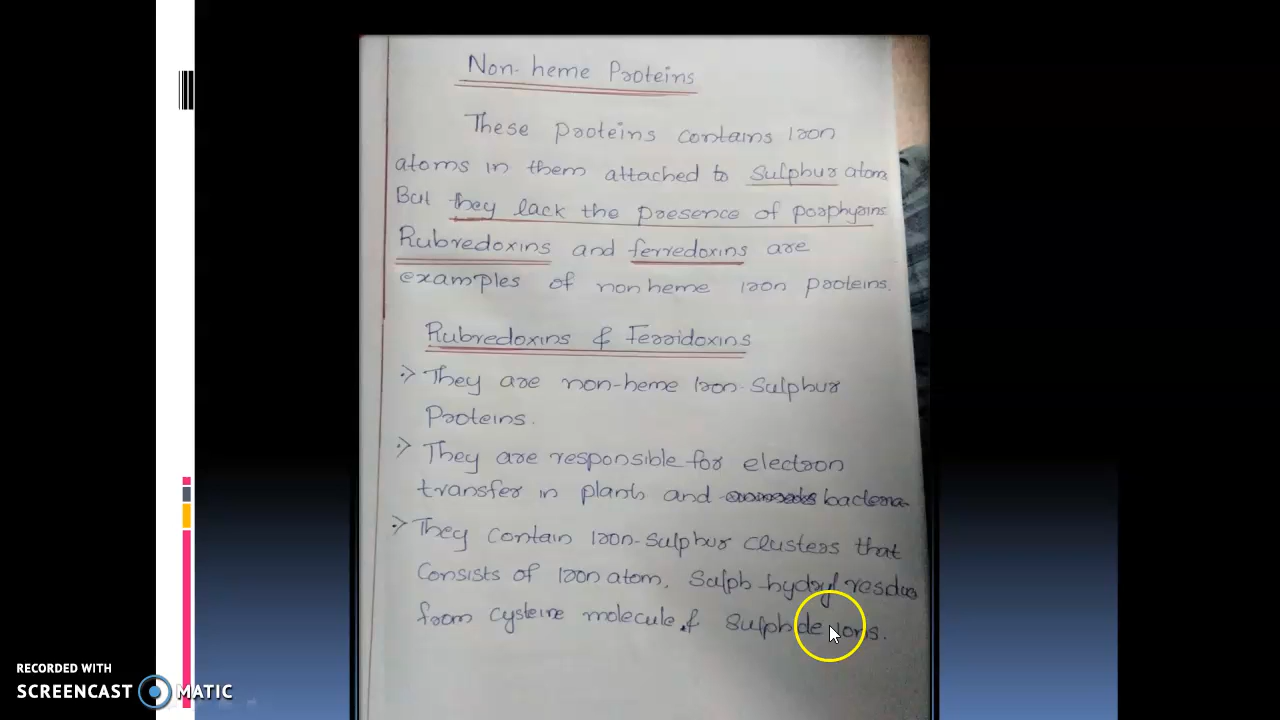 Non-heme Proteins
These proteins contains Iron
atoms in them attached to Sulphur atoms
But they lack the presence of porphyrins
Rubredoxins and ferredoxins are
examples of nonheme iron proteins.
Rubredoxins & Ferridoxins
They are non-heme Iron-Sulphur
Proteins.
They are responsible for electron
transfer in plants and bacteria
They contain Iron-Sulphur clusters that
Consists of Iron atom. Sulph hydryl residues
from cysteine molecule & Sulphide ions.
RECORDED WITH
SCREENCAST MATIC